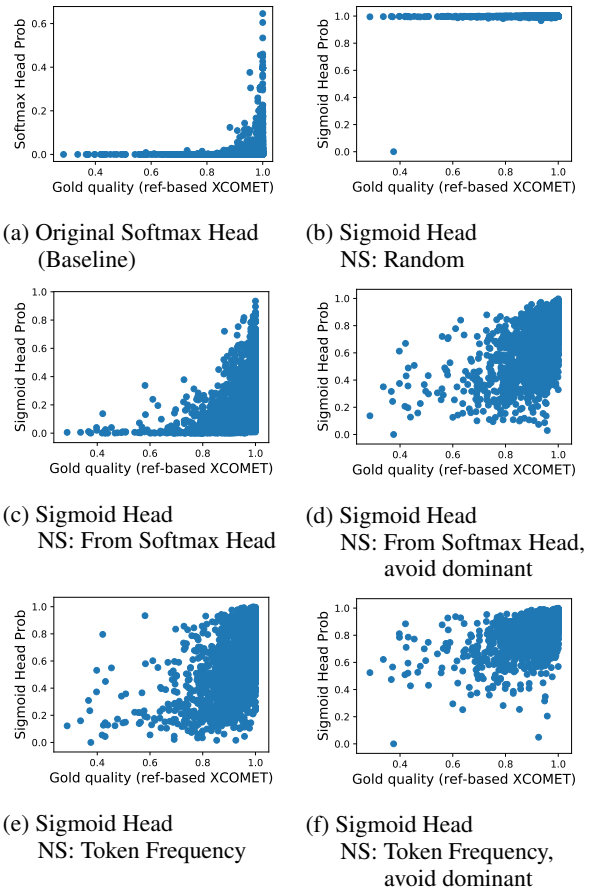 0.6
0.4
0.2
0.0
Softmax Head Prob
0.4 0.6 0.8 1.0
Gold quality (ref-based XCOMET)
(a) Original Softmax Head
(Baseline)
1.0
0.8
0.6
0.4
0.2
0.0
Sigmoid Head Prob
0.4 0.6 0.8 1.0
Gold quality (ref-based XCOMET)
(b) Sigmoid Head
NS: Random
1.0
0.8
0.6
0.4
0.2
0.0
Sigmoid Head Prob
0.4 0.6 0.8 1.0
Gold quality (ref-based XCOMET)
(c) Sigmoid Head
NS: From Softmax Head
1.0
0.8
0.6
0.4
0.2
0.0
Sigmoid Head Prob
0.4 0.6 0.8 1.0
Gold quality (ref-based XCOMET)
(d) Sigmoid Head
NS: From Softmax Head,
avoid dominant
1.0
0.8
0.6
0.4
0.2
0.0
Sigmoid Head Prob
0.4 0.6 0.8 1.0
Gold quality (ref-based XCOMET)
(e) Sigmoid Head
NS: Token Frequency
1.0
0.8
0.6
0.4
0.2
0.0
Sigmoid Head Prob
0.4 0.6 0.8 1.0
Gold quality (ref-based XCOMET)
(f) Sigmoid Head
NS: Token Frequency,
avoid dominant